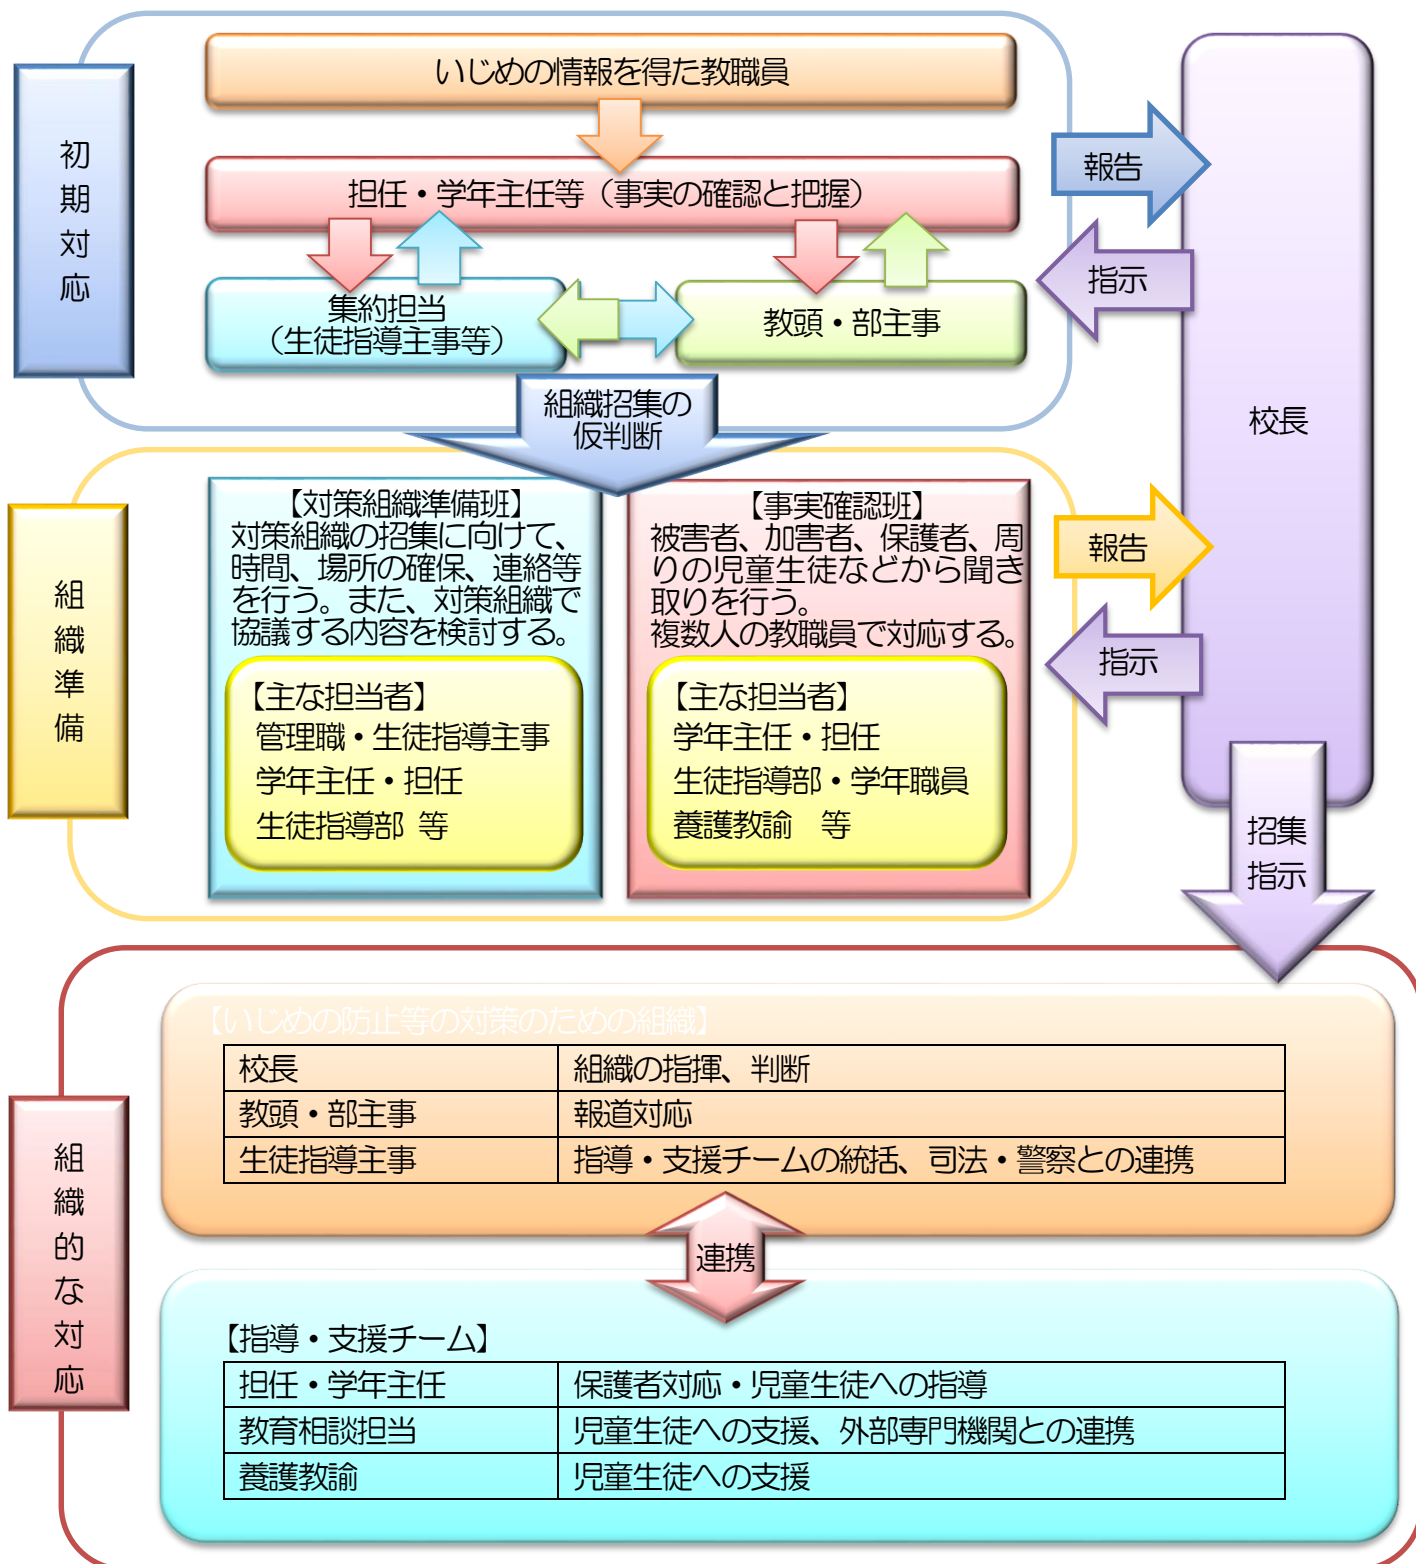 初期対応
いじめの情報を得た教職員
担任・学年主任等（事実の確認と把握）
集約担当
（生徒指導主事等）
教頭・部主事
報告
指示
校長
組織招集の
仮判断
組織準備
【対策組織準備班】
対策組織の招集に向けて、
時間、場所の確保、連絡等
を行う。また、対策組織で
協議する内容を検討する。
【主な担当者】
管理職・生徒指導主事
学年主任・担任
生徒指導部 等
【事実確認班】
被害者、加害者、保護者、周
りの児童生徒などから聞き
取りを行う。
複数人の教職員で対応する。
【主な担当者】
学年主任・担任
生徒指導部・学年職員
養護教諭　等
報告
指示
招集
指示
組織的な対応
【いじめの防止等の対策のための組織】
校長 組織の指揮、判断
教頭・部主事 報道対応
生徒指導主事 指導・支援チームの統括、司法・警察との連携
連携
【指導・支援チーム】
担任・学年主任 保護者対応・児童生徒への指導
教育相談担当 児童生徒への支援、外部専門機関との連携
養護教諭 児童生徒への支援